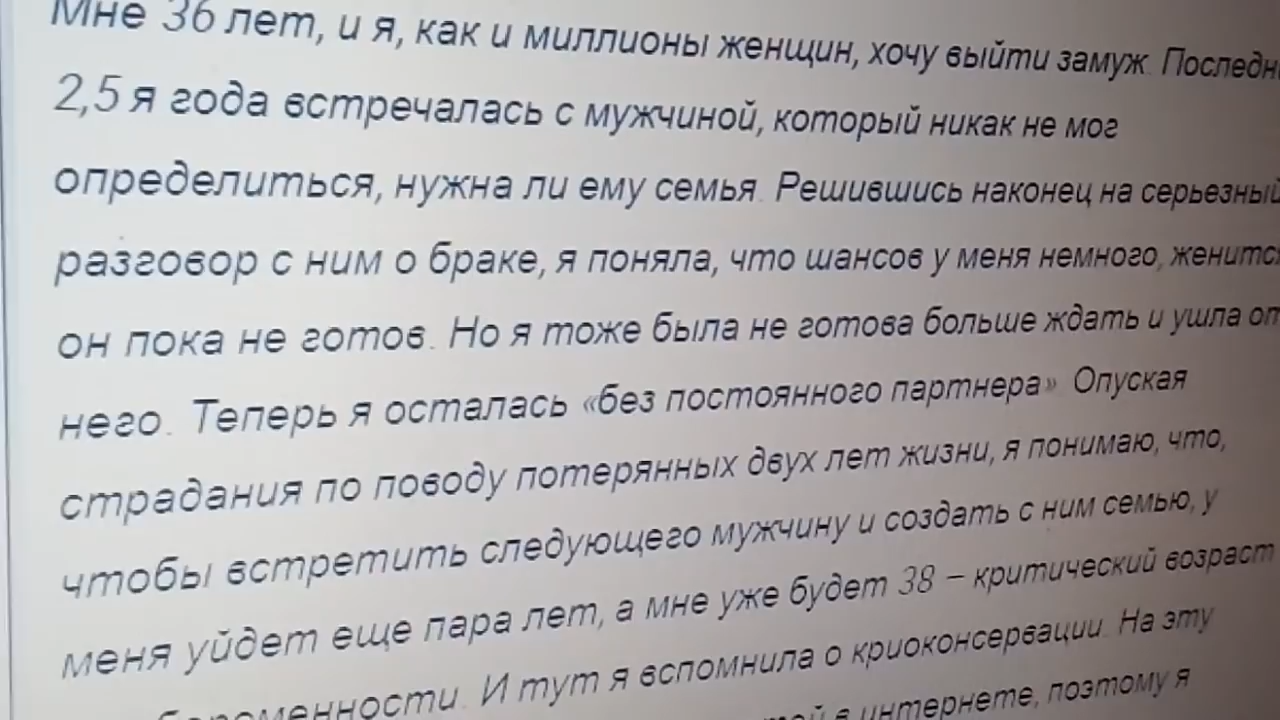 Мне 36 лет, и я, как и миллионы женщин, хочу выйти замуж. Последн
2,5 я года встречалась с мужчиной, который никак не мог
определиться, нужна ли ему семья. Решившись наконец на серьезный
разговор с ним о браке, я поняла, что шансов у меня немного, женитс
он пока не готов. Но я тоже была не готова больше ждать и ушла от
него. Теперь я осталась «без постоянного партнера». Опуская
страдания по поводу потерянных двух лет жизни, я понимаю, что,
чтобы встретить следующего мужчину и создать с ним семью, у
меня уйдет еще пара лет, а мне уже будет 38 – критический возраст
И тут я вспомнила о криоконсервации. На эту
в интернете, поэтому я